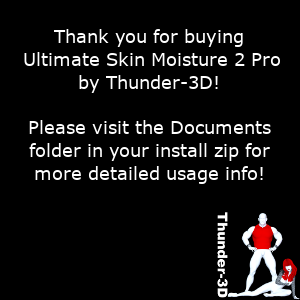 Thank you for buying
Ultimate Skin Moisture 2 Pro
by Thunder-3D!
Please visit the Documents
folder in your install zip for
more detailed usage info!
Thunder-3D